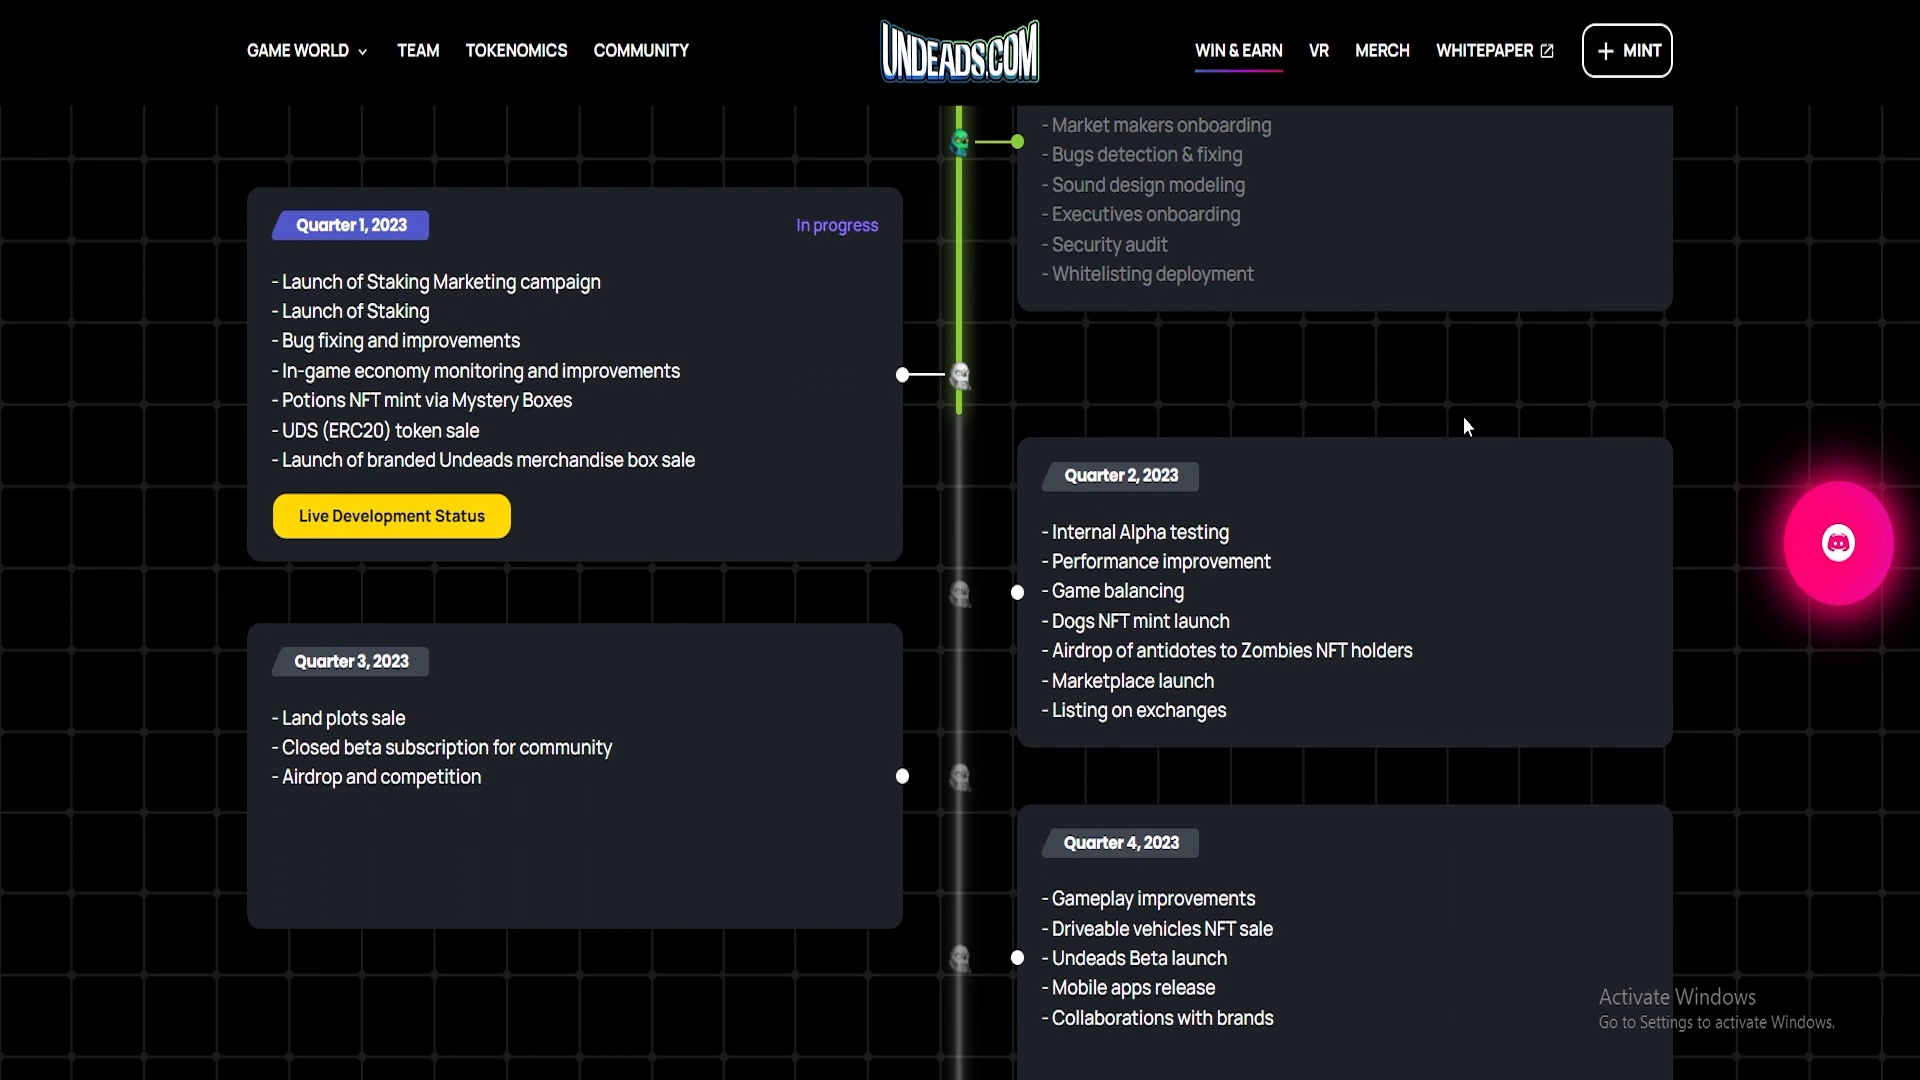 GAME WORLD
TEAM
TOKENOMICS
COMMUNITY
UNDEADS.COM
WIN & EARN
VR
MERCH
WHITEPAPER
+ MINT
- Market makers onboarding
- Bugs detection & fixing
- Sound design modeling
- Executives onboarding
- Security audit
- Whitelisting deployment
Quarter 1, 2023
In progress
- Launch of Staking Marketing campaign
- Launch of Staking
- Bug fixing and improvements
- In-game economy monitoring and improvements
- Potions NFT mint via Mystery Boxes
- UDS (ERC20) token sale
- Launch of branded Undeads merchandise box sale
Live Development Status
Quarter 2, 2023
- Internal Alpha testing
- Performance improvement
- Game balancing
- Dogs NFT mint launch
- Airdrop of antidotes to Zombies NFT holders
- Marketplace launch
- Listing on exchanges
Quarter 3, 2023
- Land plots sale
- Closed beta subscription for community
- Airdrop and competition
Quarter 4, 2023
- Gameplay improvements
- Driveable vehicles NFT sale
- Undeads Beta launch
- Mobile apps release
- Collaborations with brands
Activate Windows
Go to Settings to activate Windows.